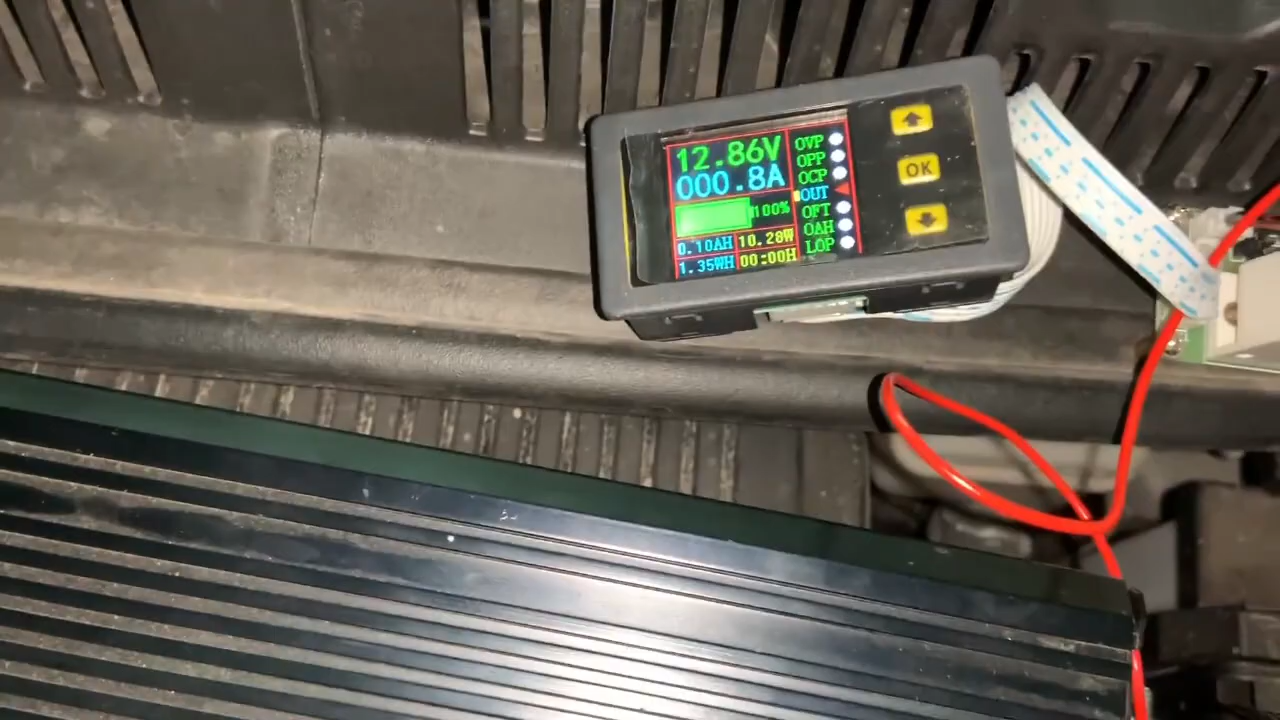 12.86V
000.8A
100%
0.10AH 10.28W
1.35WH 00:00H
OVP
OPP
OCP
OUT
OFT
OAH
LOP
OK